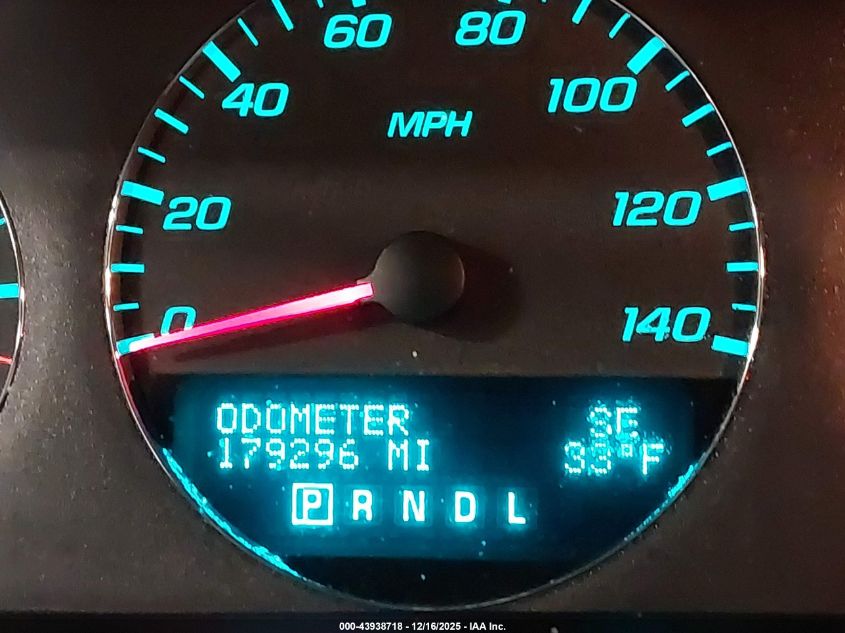 60 80
40 100
MPH
20 120
0 140
ODOMETER SE
179296 MI 33°F
P R N D L
000-43938718 - 12/16/2025 - IAA Inc.